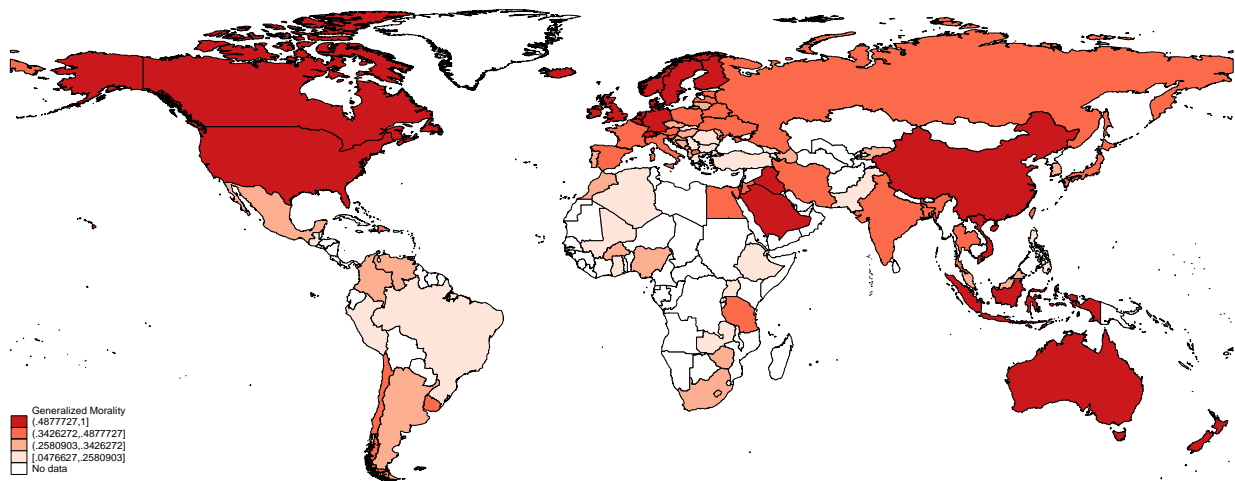 Generalized Morality
(.4877727,1]
(.3426272,.4877727]
(.2580903,.3426272]
[.0476627,.2580903]
No data